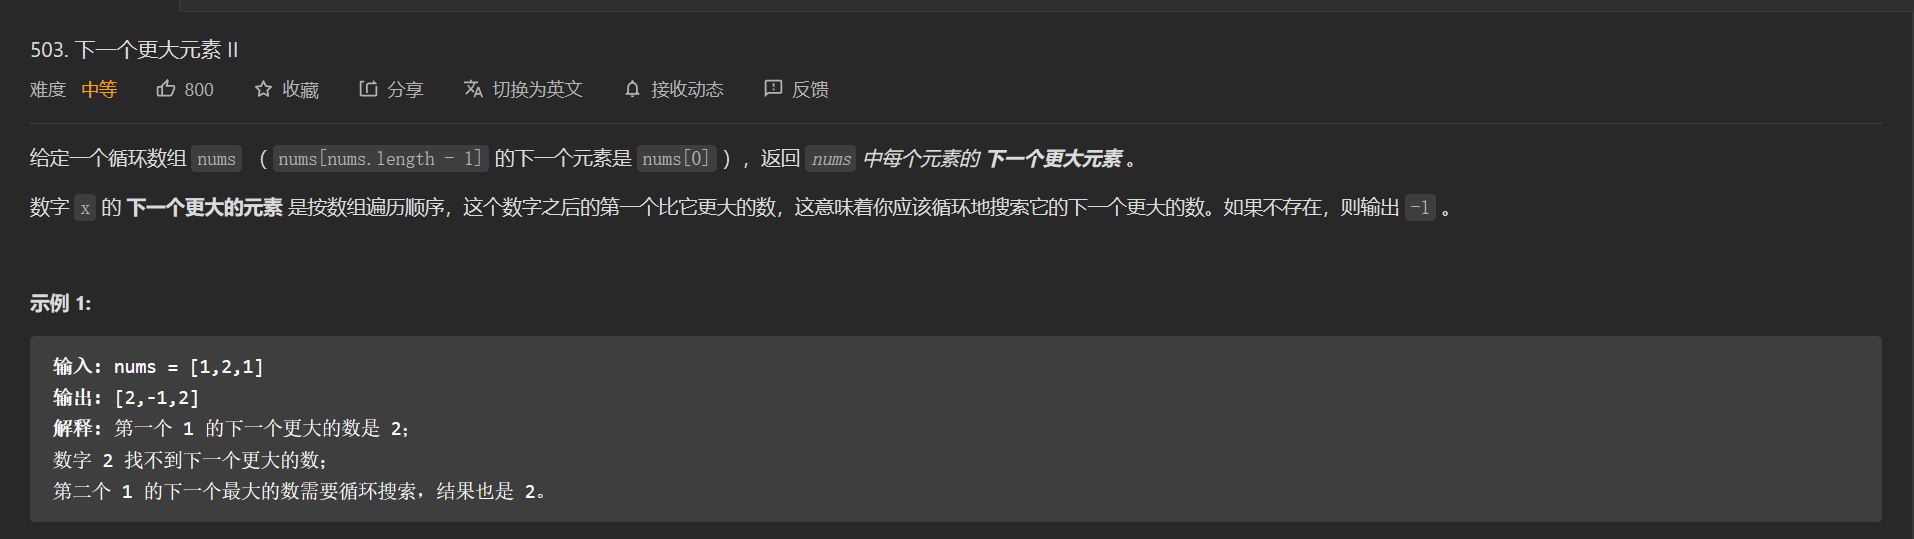 503. 下一个更大元素 II
难度 中等 800 收藏 分享 切换为英文 接收动态 反馈
给定一个循环数组 nums （ nums[nums.length - 1] 的下一个元素是 nums[0] ），返回 nums 中每个元素的 下一个更大元素 。
数字 x 的 下一个更大的元素 是按数组遍历顺序，这个数字之后的第一个比它更大的数，这意味着你应该循环地搜索它的下一个更大的数。如果不存在，则输出 -1 。
示例 1:
输入: nums = [1,2,1]
输出: [2,-1,2]
解释: 第一个 1 的下一个更大的数是 2；
数字 2 找不到下一个更大的数；
第二个 1 的下一个最大的数需要循环搜索，结果也是 2。